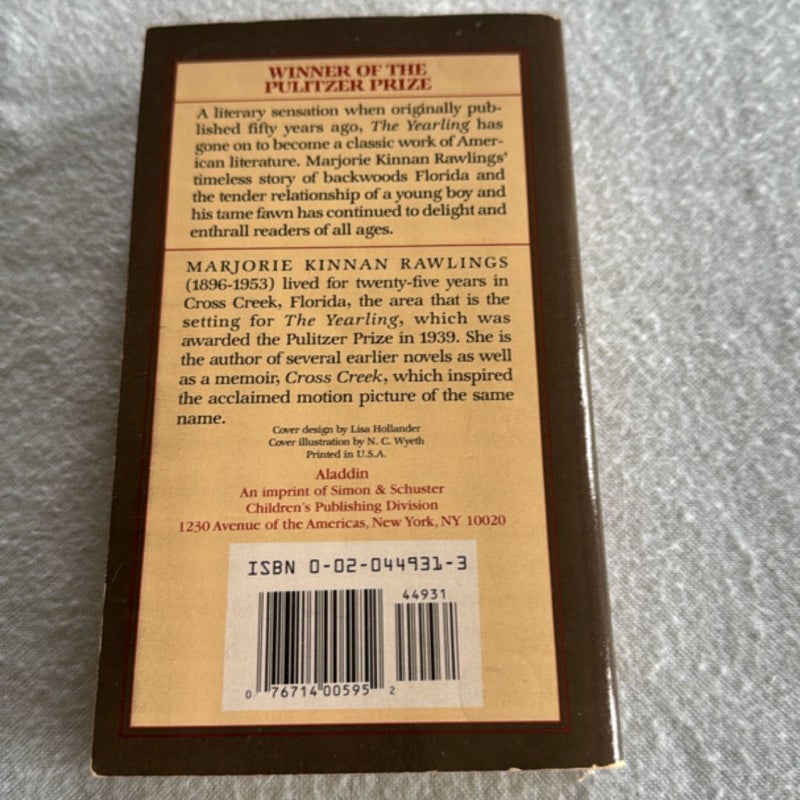 WINNER OF THE
PULITZER PRIZE
A literary sensation when originally pub-
lished fifty years ago, The Yearling has
gone on to become a classic work of Amer-
ican literature. Marjorie Kinnan Rawlings'
timeless story of backwoods Florida and
the tender relationship of a young boy and
his tame fawn has continued to delight and
enthrall readers of all ages.
MARJORIE KINNAN RAWLINGS
(1896-1953) lived for twenty-five years in
Cross Creek, Florida, the area that is the
setting for The Yearling, which was
awarded the Pulitzer Prize in 1939. She is
the author of several earlier novels as well
as a memoir, Cross Creek, which inspired
the acclaimed motion picture of the same
name.
Cover design by Lisa Hollander
Cover illustration by N. C. Wyeth
Printed in U.S.A.
Aladdin
An imprint of Simon & Schuster
Children's Publishing Division
1230 Avenue of the Americas, New York, NY 10020
ISBN 0-02-044931-3
44931
0 76714 00595 2